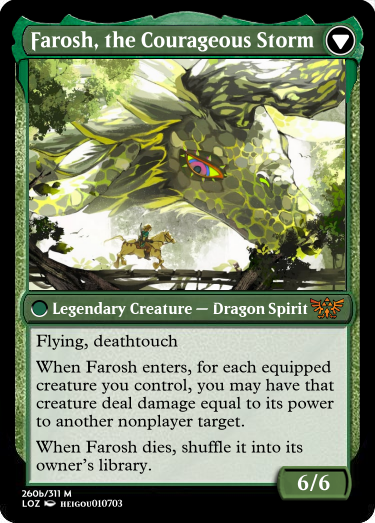 Farosh, the Courageous Storm
Legendary Creature — Dragon Spirit
Flying, deathtouch
When Farosh enters, for each equipped
creature you control, you may have that
creature deal damage equal to its power
to another nonplayer target.
When Farosh dies, shuffle it into its
owner's library.
6/6
260b/311 M
LOZ HEIGOU010703